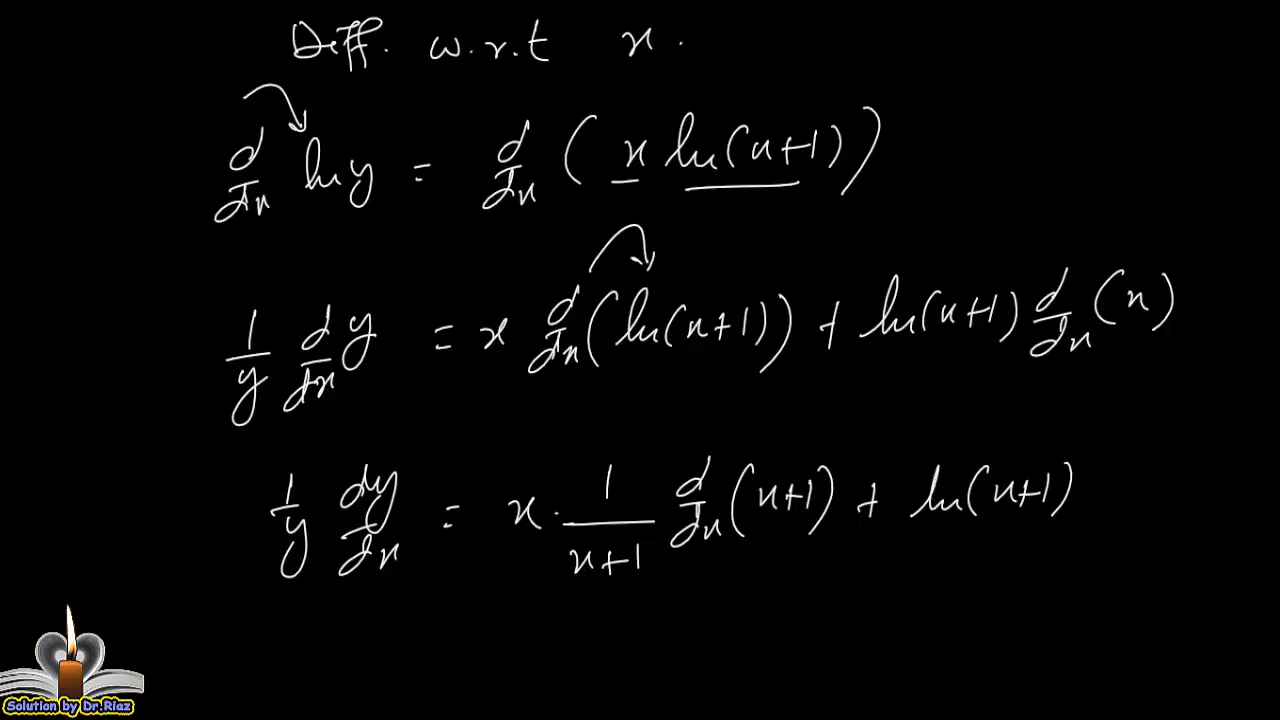 Diff. w.r.t x.
d/dx ln y = d/dx ( x ln(x+1) )
1/y d/dx y = x d/dx ( ln(x+1) ) + ln(x+1) d/dx (x)
1/y dy/dx = x · 1/x+1 d/dx (x+1) + ln(x+1)
Solution by Dr.Riaz